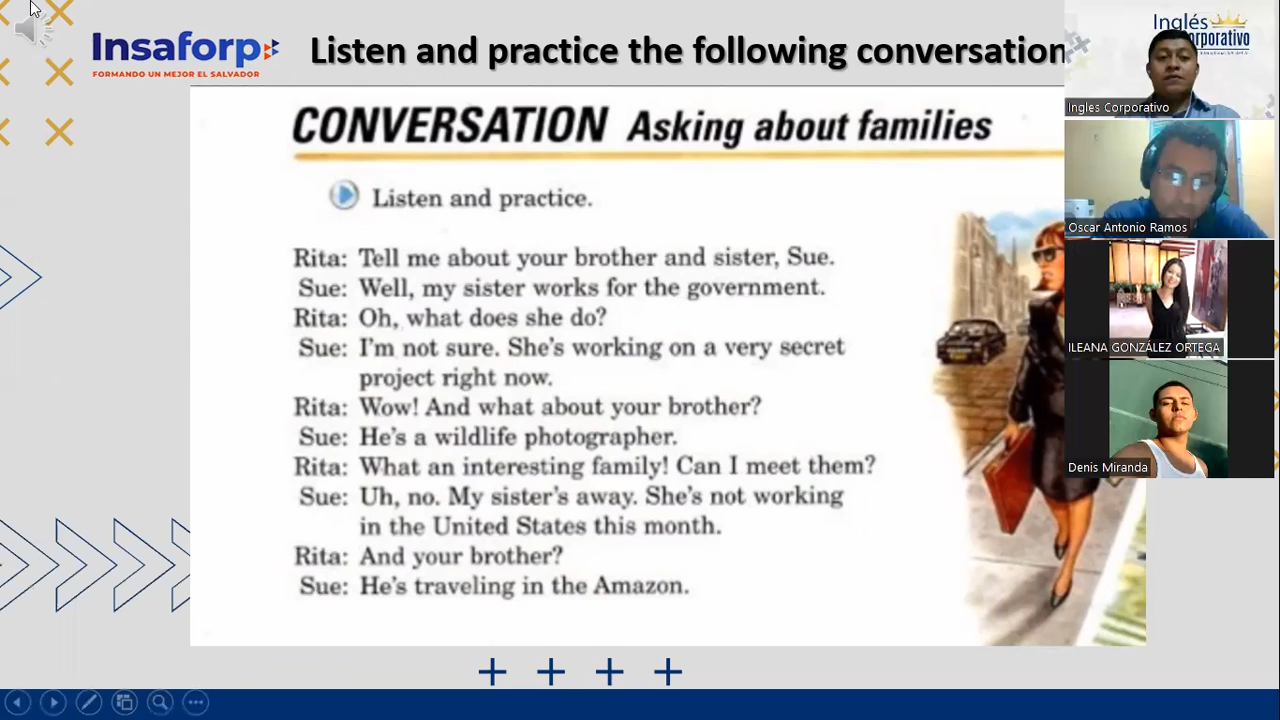 Insaforp
FORMANDO UN MEJOR EL SALVADOR
Listen and practice the following conversation
CONVERSATION Asking about families
Listen and practice.
Rita: Tell me about your brother and sister, Sue.
Sue: Well, my sister works for the government.
Rita: Oh, what does she do?
Sue: I'm not sure. She's working on a very secret
project right now.
Rita: Wow! And what about your brother?
Sue: He's a wildlife photographer.
Rita: What an interesting family! Can I meet them?
Sue: Uh, no. My sister's away. She's not working
in the United States this month.
Rita: And your brother?
Sue: He's traveling in the Amazon.
Inglés
Corporativo
Ingles Corporativo
Oscar Antonio Ramos
ILEANA GONZÁLEZ ORTEGA
Denis Miranda